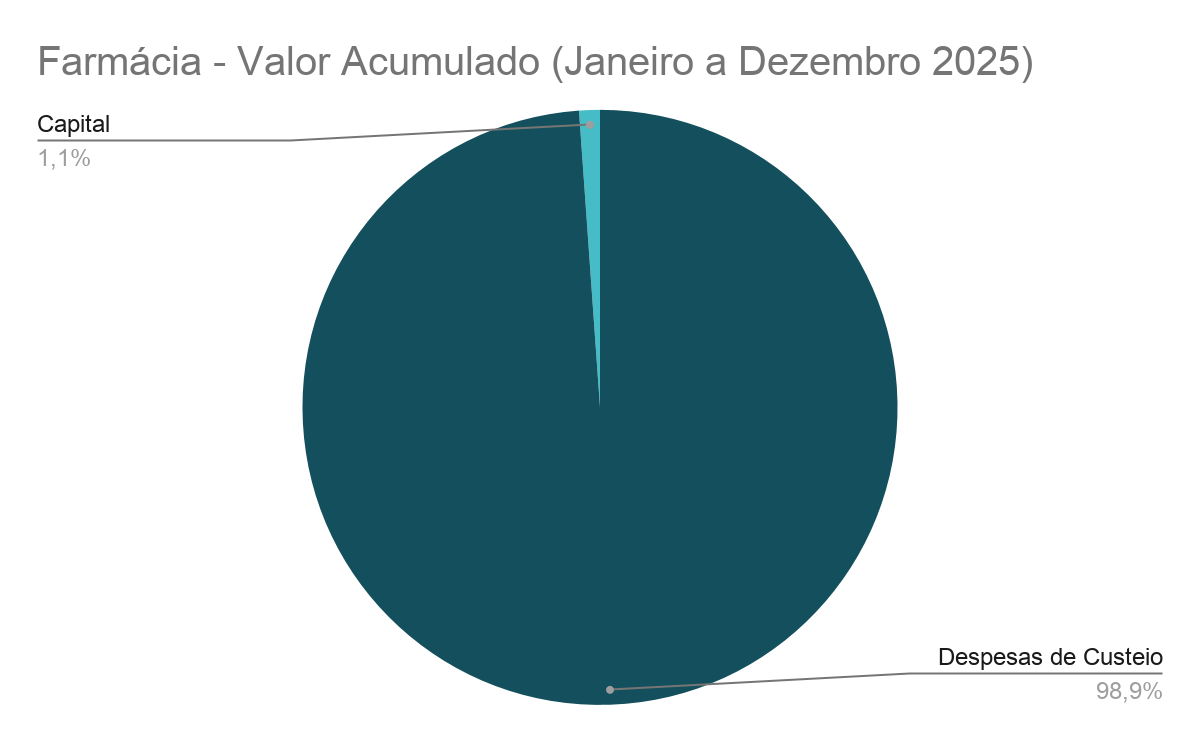 Farmácia - Valor Acumulado (Janeiro a Dezembro 2025)
Capital
1,1%
Despesas de Custeio
98,9%